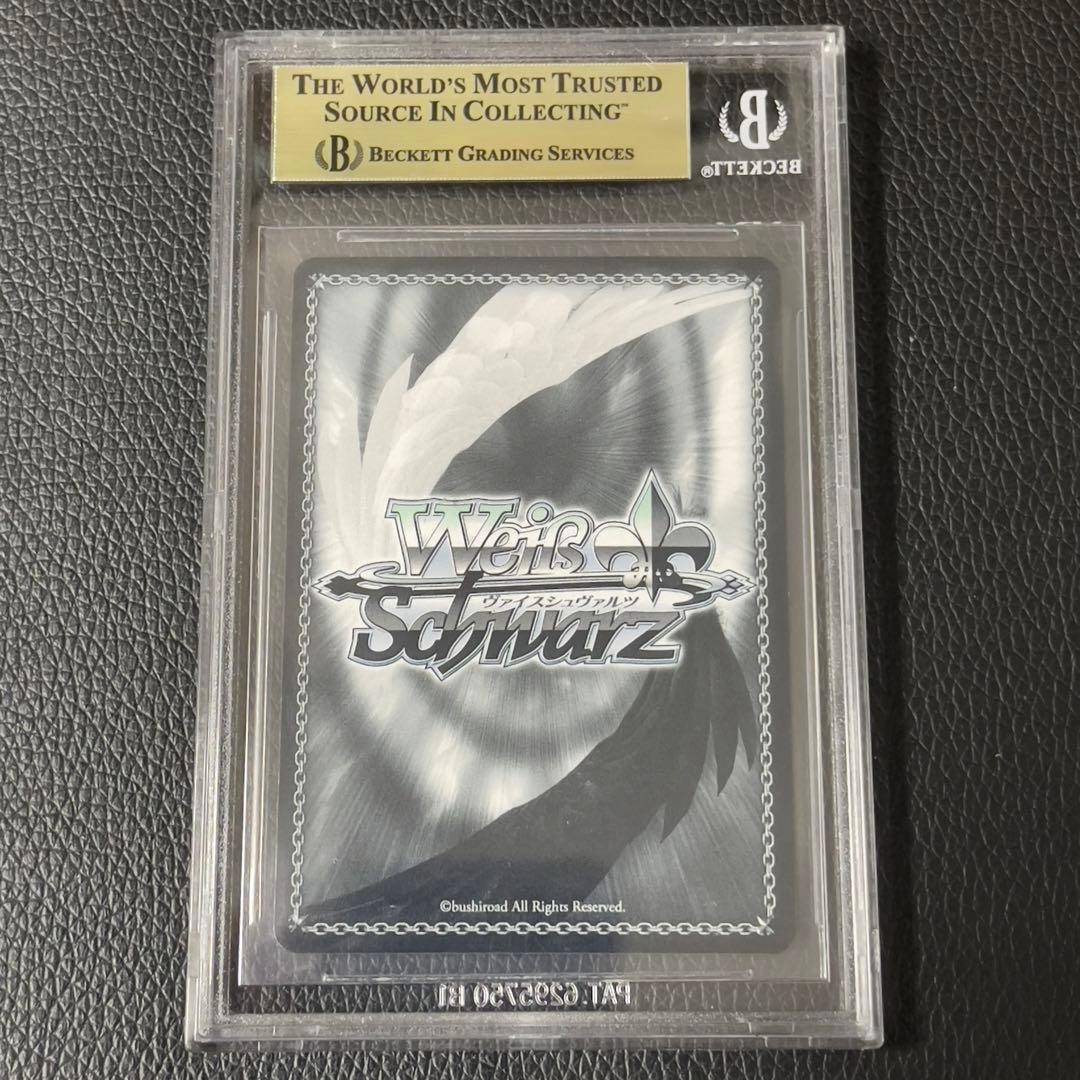 THE WORLD'S MOST TRUSTED
SOURCE IN COLLECTING™
B BECKETT GRADING SERVICES
B
BECKETT®
Weiß
ヴァイスシュヴァルツ
Schwarz
©bushiroad All Rights Reserved.
PAT. 6295750 B1